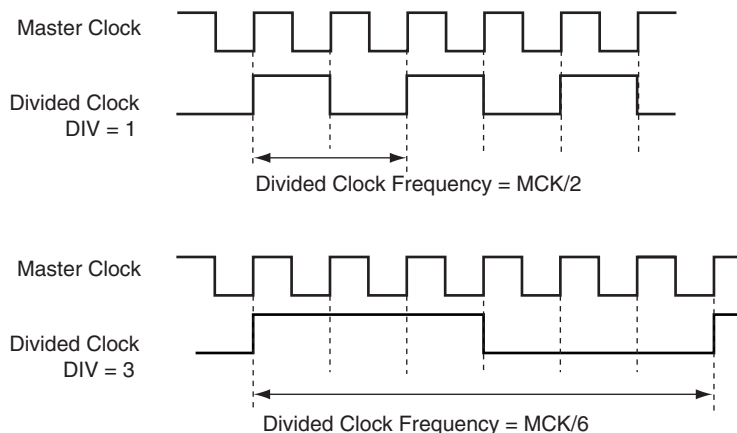 Master Clock
Divided Clock
DIV = 1
Divided Clock Frequency = MCK/2
Master Clock
Divided Clock
DIV = 3
Divided Clock Frequency = MCK/6